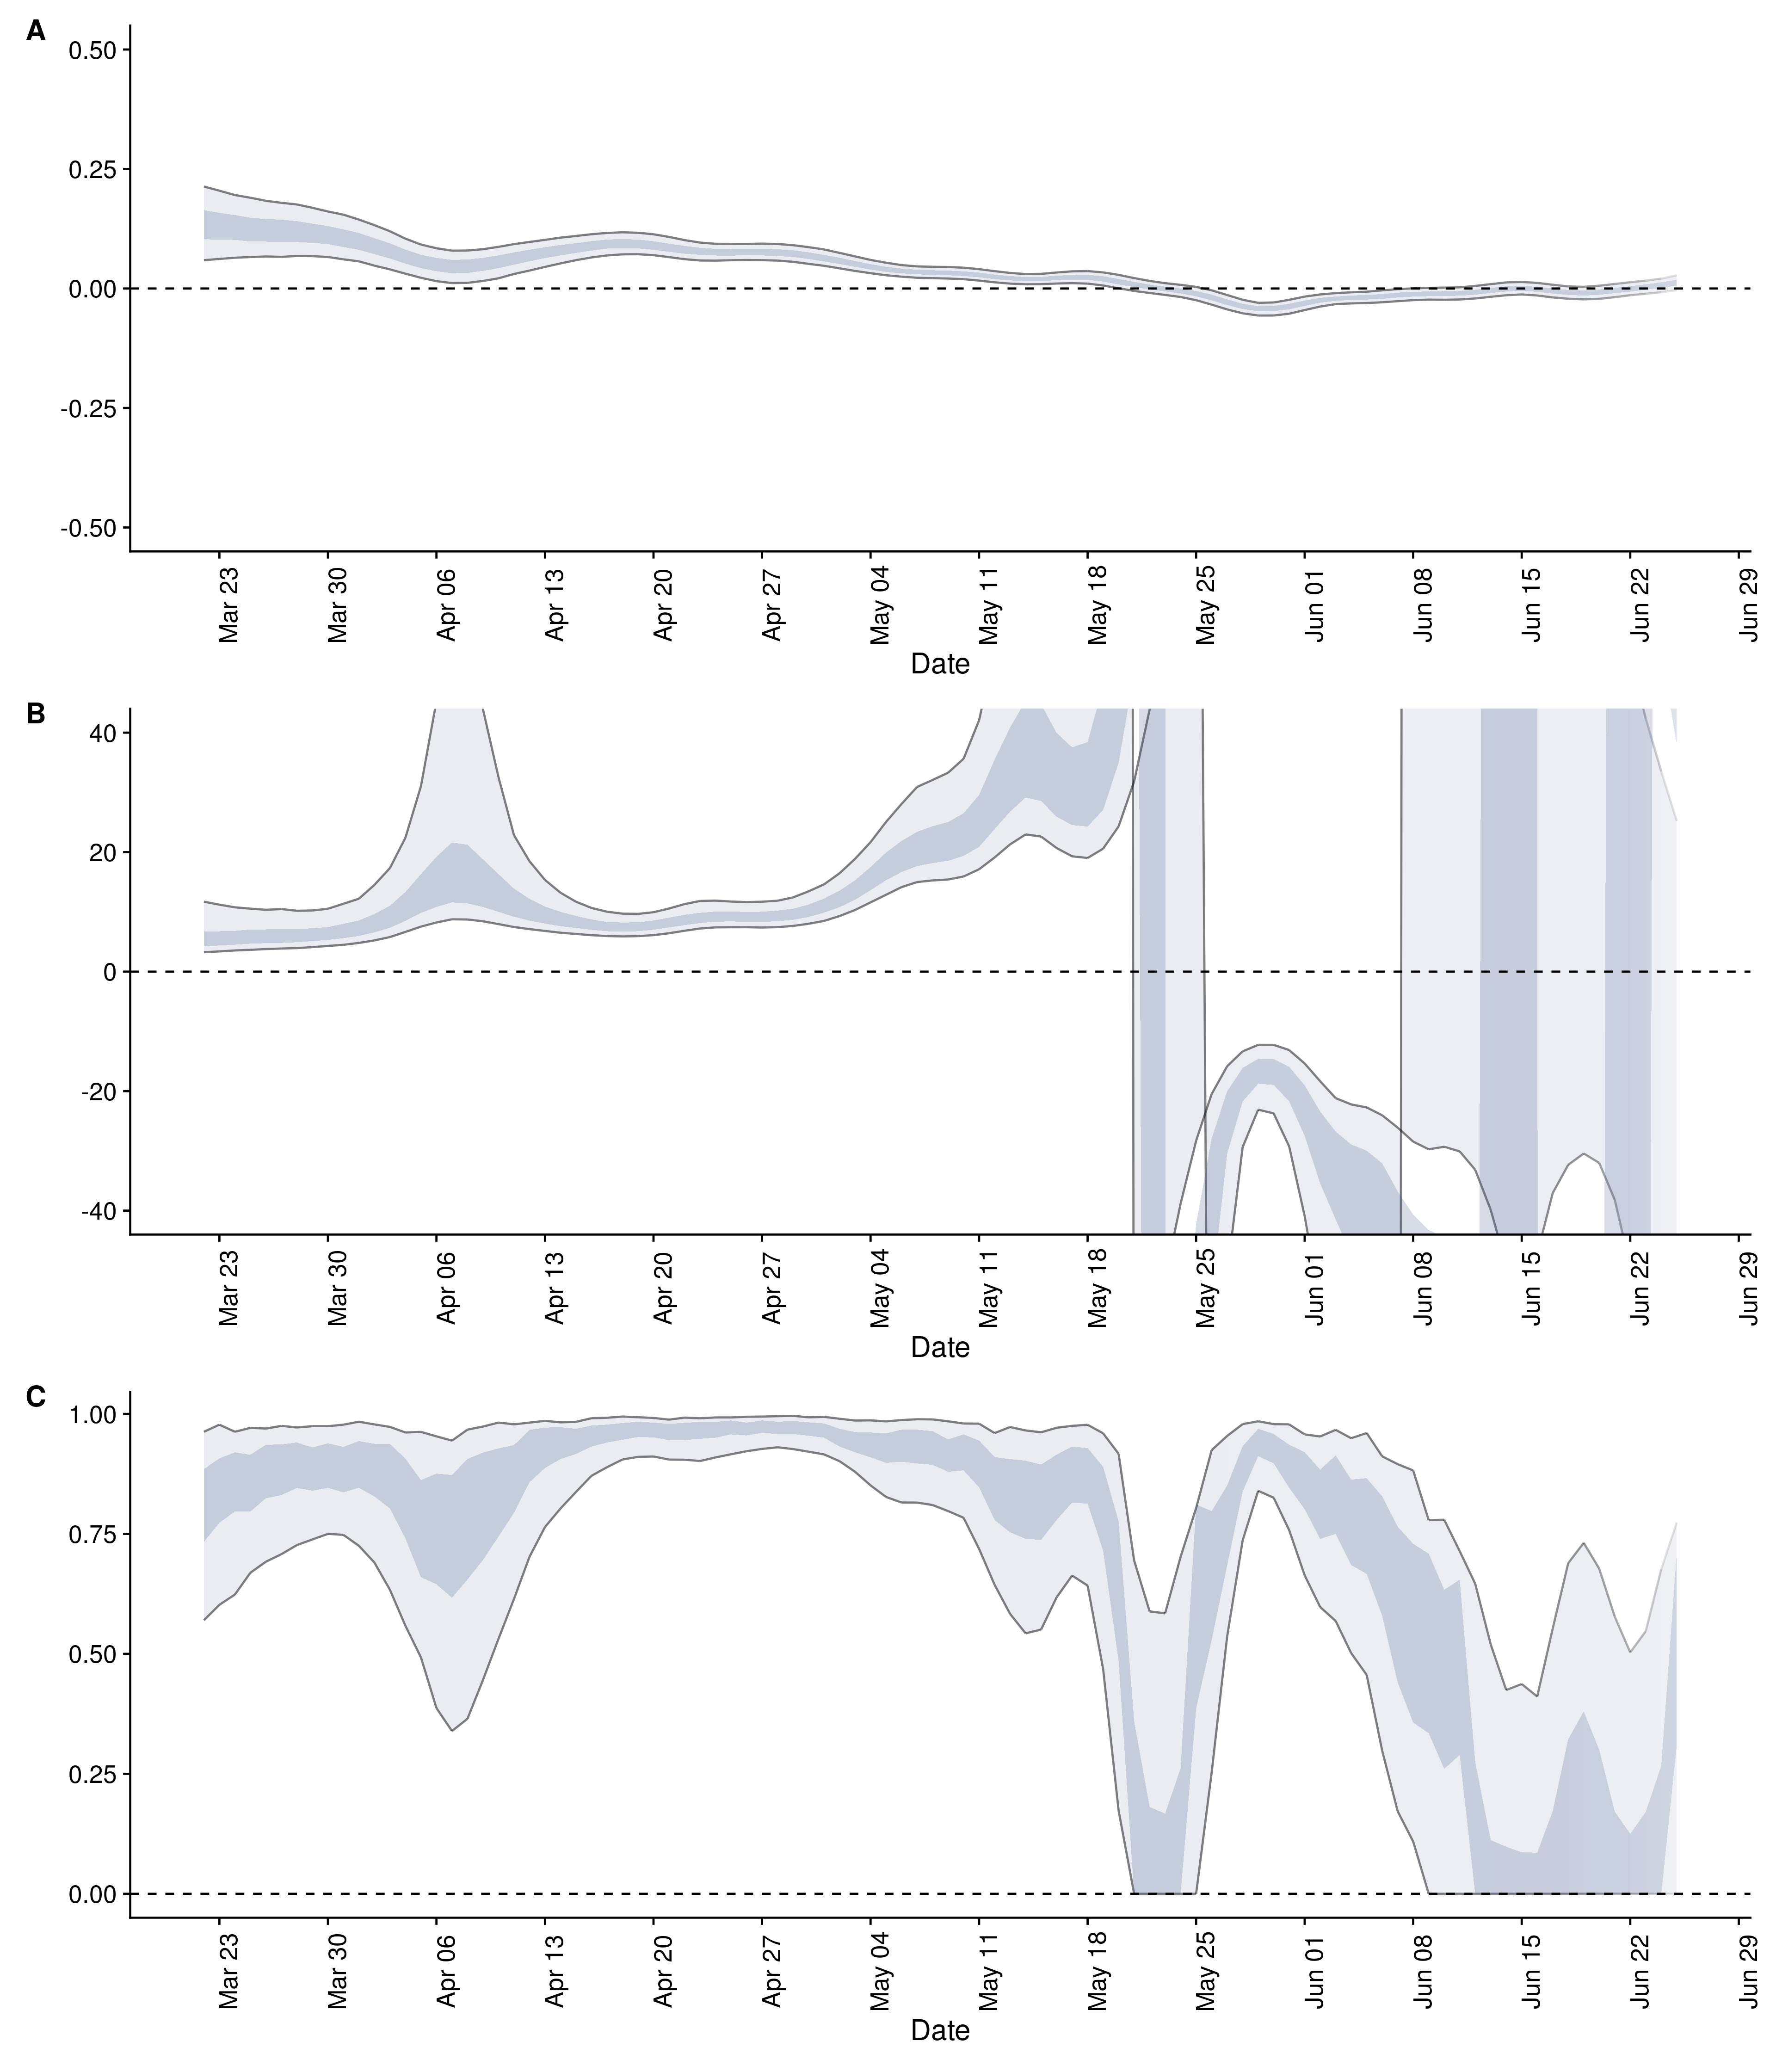 A
0.50
0.25
0.00
-0.25
-0.50
Mar 23
Mar 30
Apr 06
Apr 13
Apr 20
Apr 27
May 04
May 11
May 18
May 25
Jun 01
Jun 08
Jun 15
Jun 22
Jun 29
Date
B
40
20
0
-20
-40
Mar 23
Mar 30
Apr 06
Apr 13
Apr 20
Apr 27
May 04
May 11
May 18
May 25
Jun 01
Jun 08
Jun 15
Jun 22
Jun 29
Date
C
1.00
0.75
0.50
0.25
0.00
Mar 23
Mar 30
Apr 06
Apr 13
Apr 20
Apr 27
May 04
May 11
May 18
May 25
Jun 01
Jun 08
Jun 15
Jun 22
Jun 29
Date